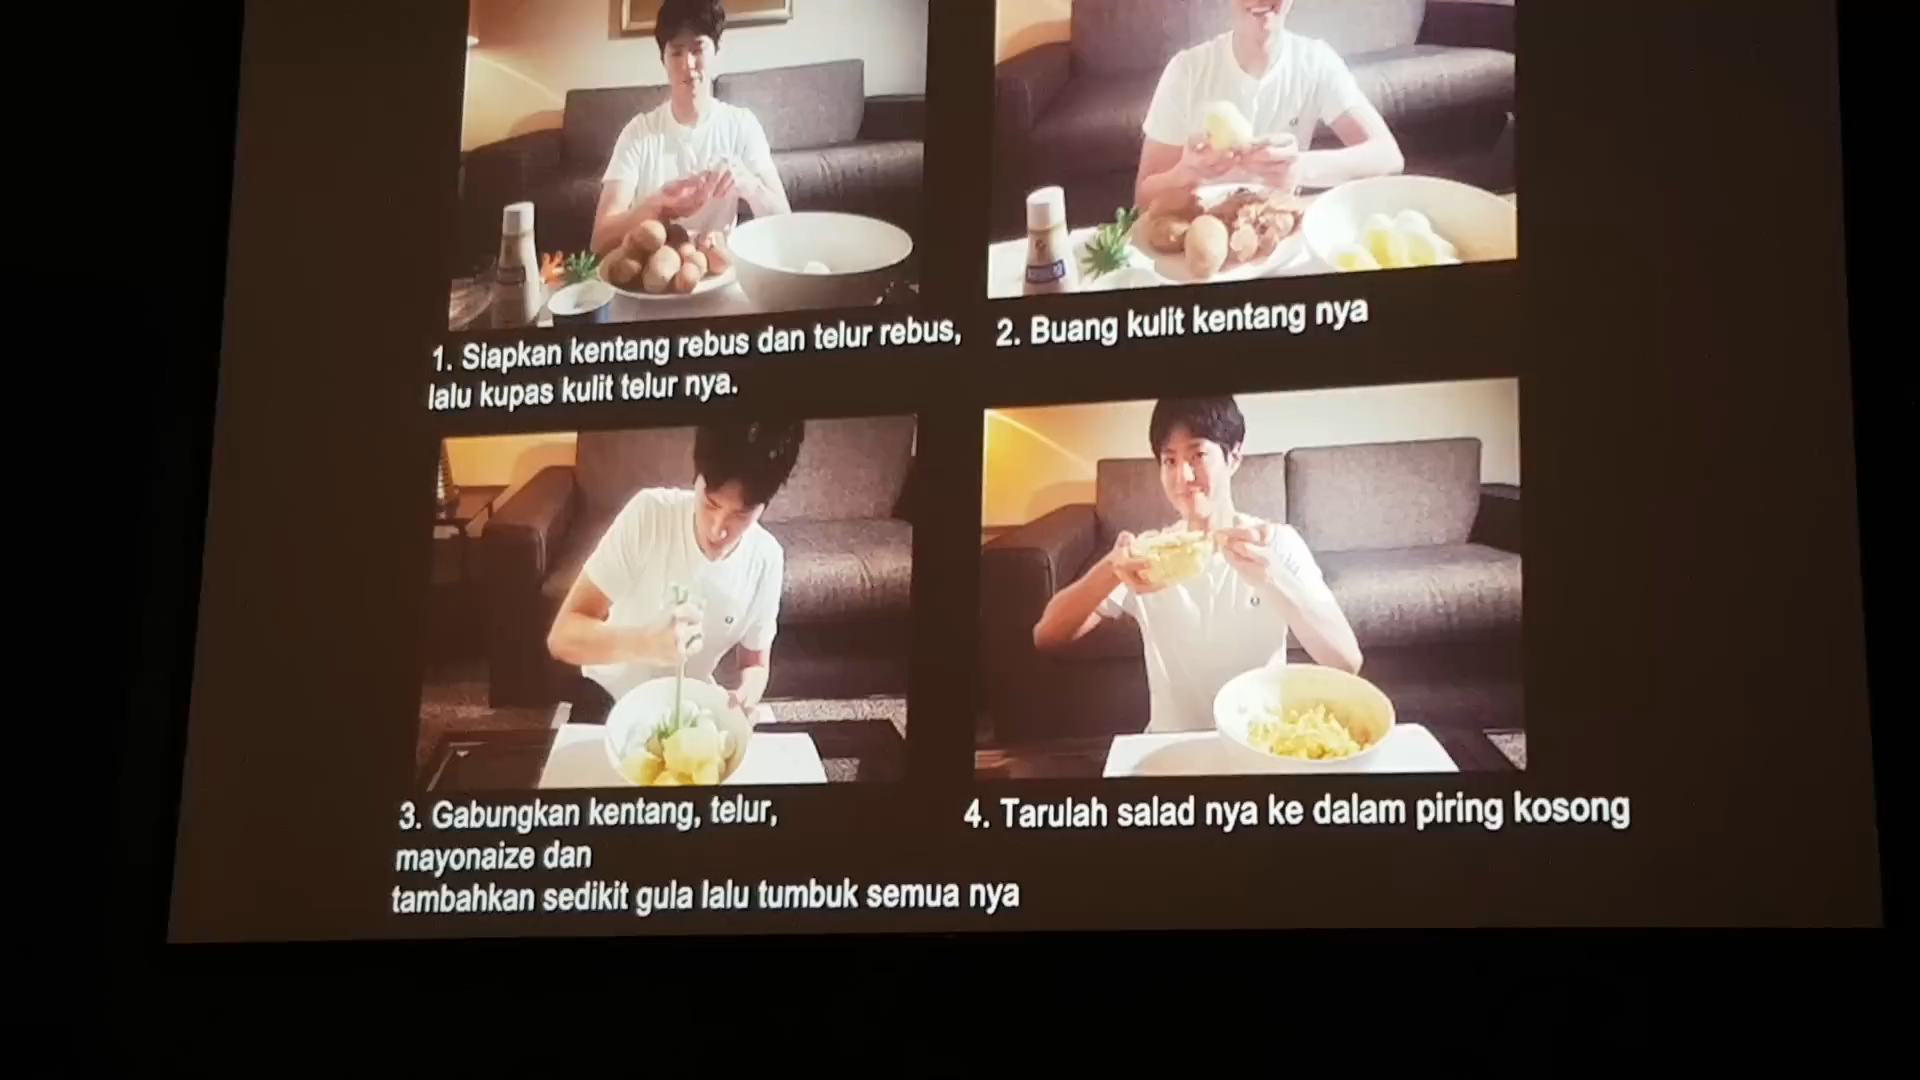 1. Siapkan kentang rebus dan telur rebus,
lalu kupas kulit telur nya.
2. Buang kulit kentang nya
3. Gabungkan kentang, telur,
mayonaize dan
tambahkan sedikit gula lalu tumbuk semua nya
4. Tarulah salad nya ke dalam piring kosong